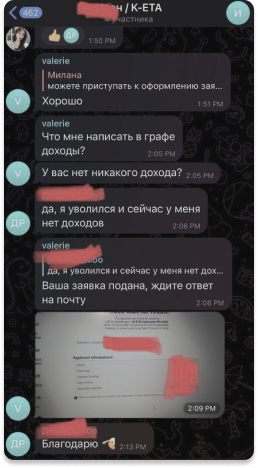 462
/ K-ETA
участника
И
ДР
1:50 PM
valerie
Милана
можете приступать к оформлению зая...
V
Хорошо
1:51 PM
valerie
Что мне написать в графе
доходы?
2:05 PM
V
У вас нет никакого дохода?
2:05 PM
да, я уволился и сейчас у меня
ДР
нет доходов
2:06 PM
valerie
да, я уволился и сейчас у меня нет дох...
Ваша заявка подана, ждите ответ
на почту
2:08 PM
Applicant Information
V
2:09 PM
ДР
Благодарю
2:13 PM